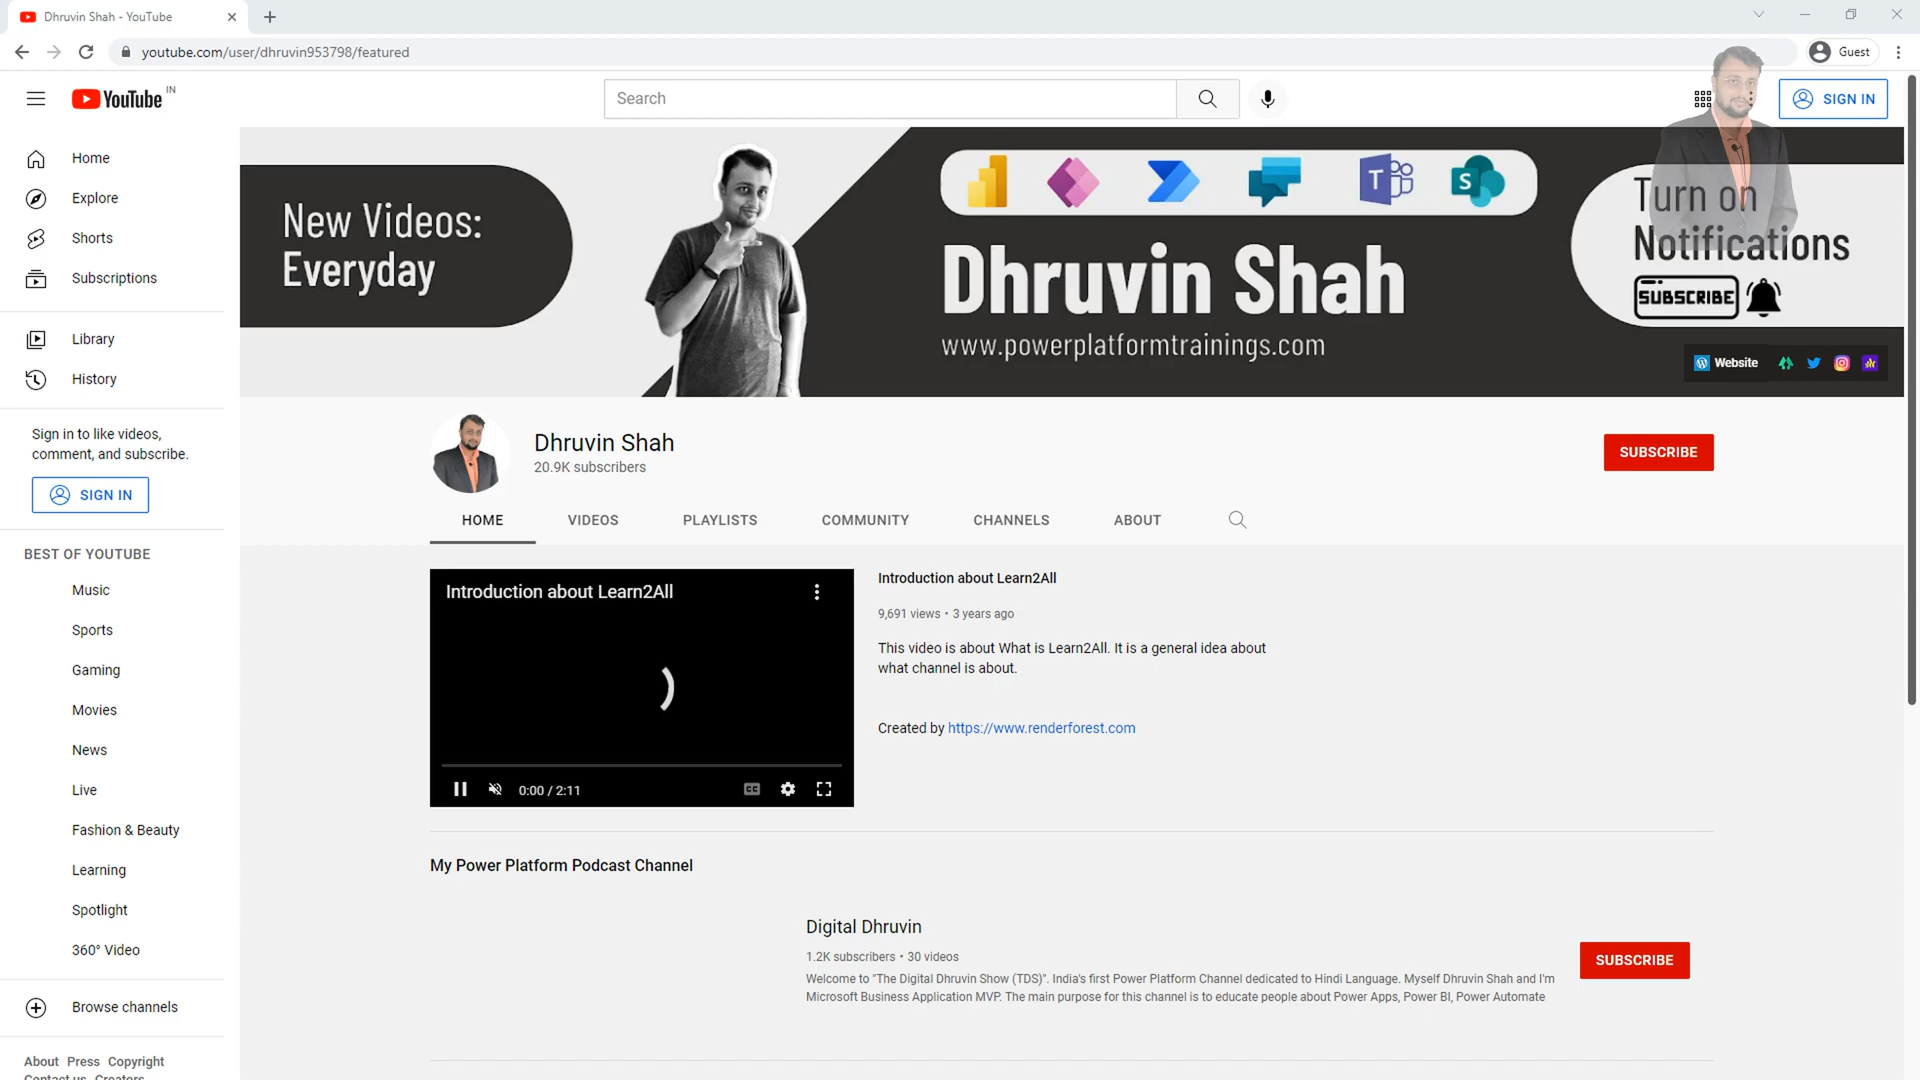 Dhruvin Shah - YouTube
youtube.com/user/dhruvin953798/featured
Guest
YouTube IN
Search
SIGN IN
Home
Explore
Shorts
Subscriptions
Library
History
Sign in to like videos,
comment, and subscribe.
SIGN IN
BEST OF YOUTUBE
Music
Sports
Gaming
Movies
News
Live
Fashion & Beauty
Learning
Spotlight
360° Video
Browse channels
About Press Copyright
Contact us Creators
New Videos:
Everyday
T
S
Dhruvin Shah
www.powerplatformtrainings.com
Turn on
Notifications
SUBSCRIBE
Website
Dhruvin Shah
20.9K subscribers
SUBSCRIBE
HOME VIDEOS PLAYLISTS COMMUNITY CHANNELS ABOUT
Introduction about Learn2All
CC
0:00 / 2:11
Introduction about Learn2All
9,691 views • 3 years ago
This video is about What is Learn2All. It is a general idea about
what channel is about.
Created by https://www.renderforest.com
My Power Platform Podcast Channel
Digital Dhruvin
1.2K subscribers • 30 videos
Welcome to "The Digital Dhruvin Show (TDS)". India's first Power Platform Channel dedicated to Hindi Language. Myself Dhruvin Shah and I'm
Microsoft Business Application MVP. The main purpose for this channel is to educate people about Power Apps, Power BI, Power Automate
SUBSCRIBE